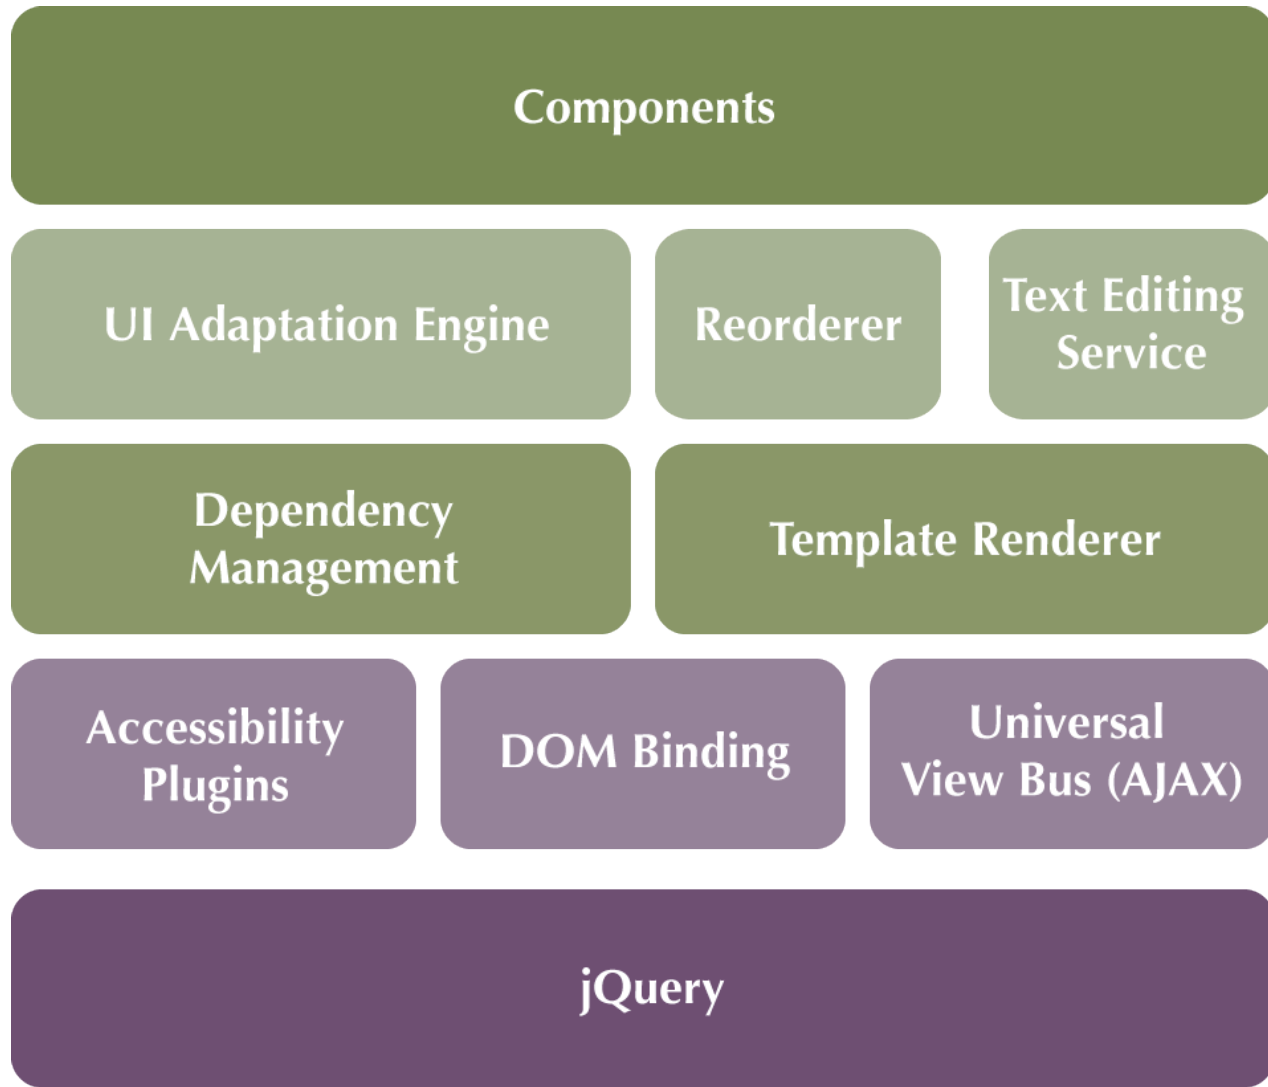 Components
UI Adaptation Engine
Reorderer
Text Editing
Service
Dependency
Management
Template Renderer
Accessibility
Plugins
DOM Binding
Universal
View Bus (AJAX)
jQuery